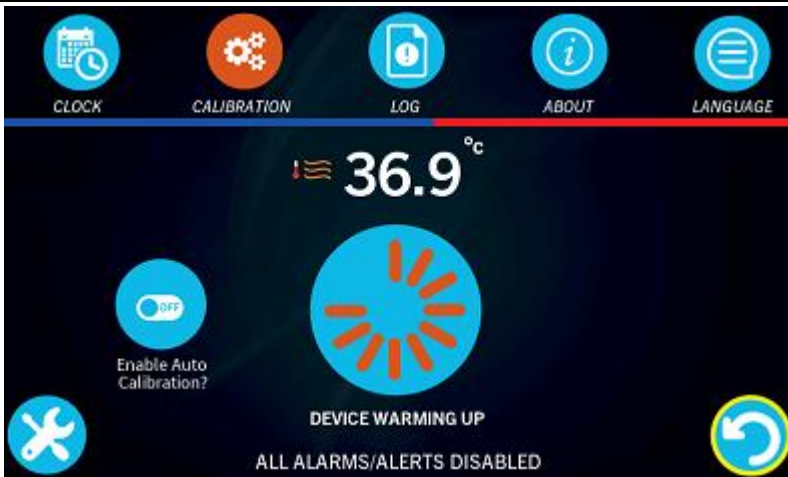 CLOCK
CALIBRATION
LOG
ABOUT
LANGUAGE
36.9°c
OFF
Enable Auto
Calibration?
DEVICE WARMING UP
ALL ALARMS/ALERTS DISABLED